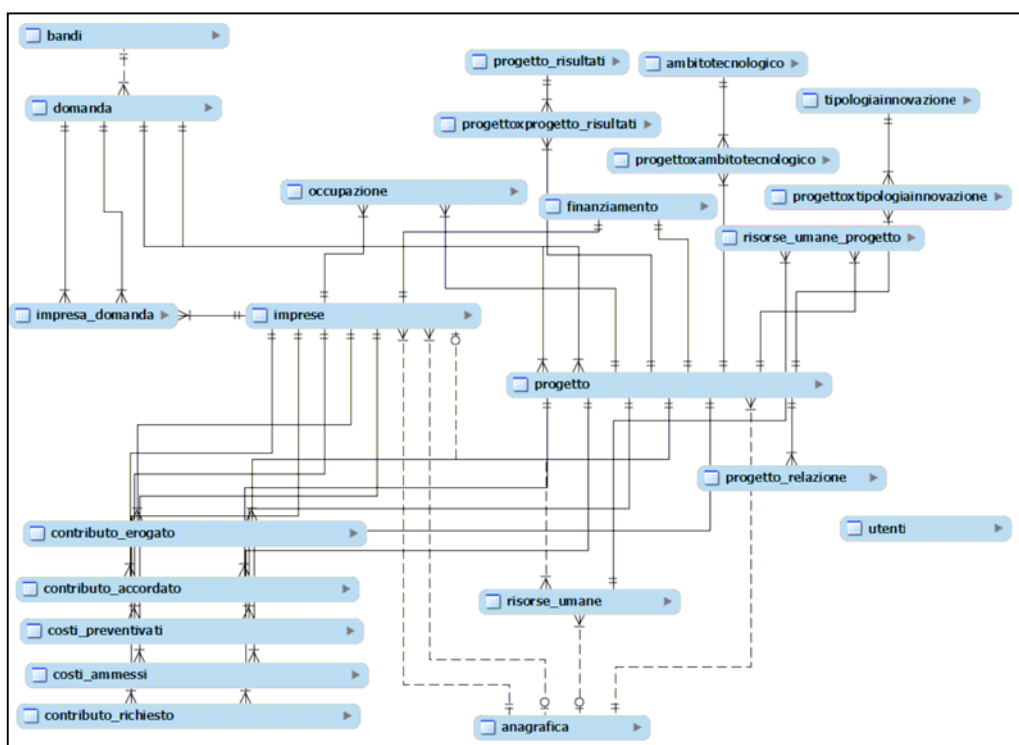 bandi
progetto_risultati
ambitotecnologico
domanda
tipologiainnovazione
progettoxprogetto_risultati
progettoxambitotecnologico
occupazione
progettoxtipologiainnovazione
finanziamento
risorse_umane_progetto
impresa_domanda
imprese
progetto
progetto_relazione
contributo_erogato
utenti
contributo_accordato
risorse_umane
costi_preventivati
costi_ammessi
contributo_richiesto
anagrafica